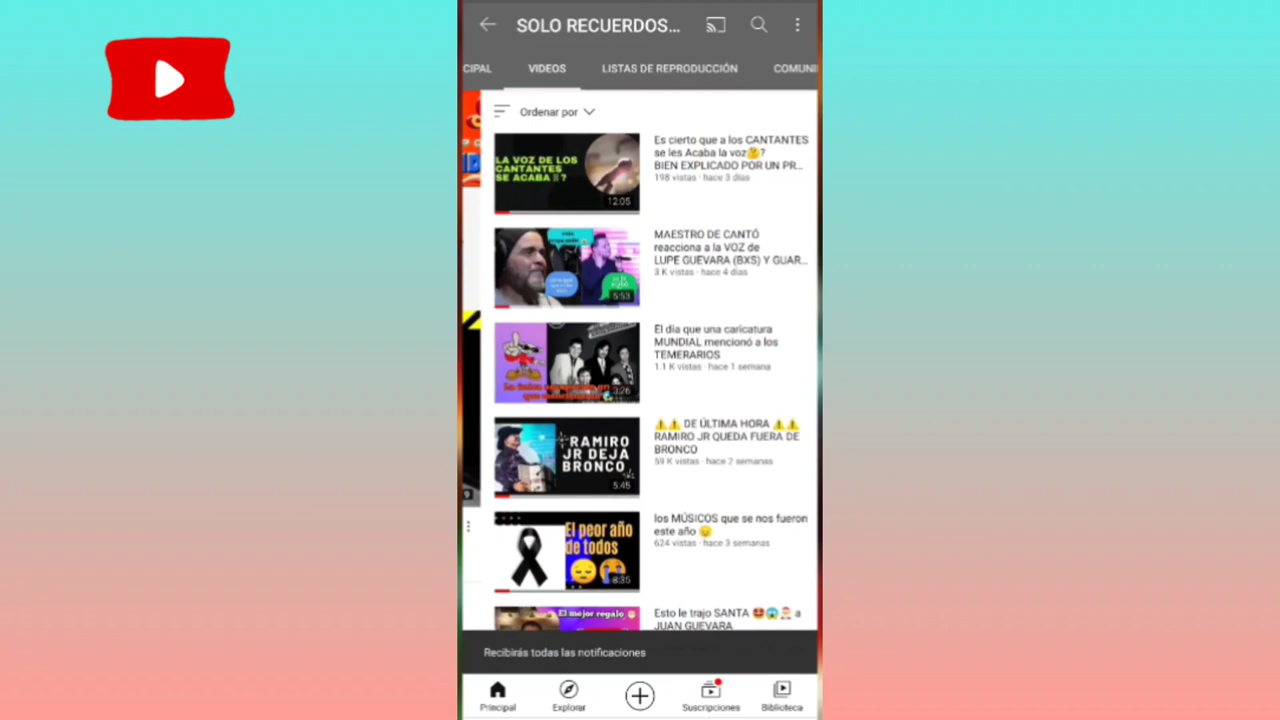 SOLO RECUERDOS...
CIPAL
VIDEOS
LISTAS DE REPRODUCCIÓN
COMUNI
Ordenar por
LA VOZ DE LOS
CANTANTES
SE ACABA ?
12:05
Es cierto que a los CANTANTES
se les Acaba la voz🤔?
BIEN EXPLICADO POR UN PR...
198 vistas · hace 3 días
5:53
MAESTRO DE CANTÓ
reacciona a la VOZ de
LUPE GUEVARA (BXS) Y GUAR...
3 K vistas · hace 4 días
3:26
El día que una caricatura
MUNDIAL mencionó a los
TEMERARIOS
1.1 K vistas · hace 1 semana
RAMIRO
JR DEJA
BRONCO
5:45
⚠️⚠️ DE ÚLTIMA HORA ⚠️⚠️
RAMIRO JR QUEDA FUERA DE
BRONCO
59 K vistas · hace 2 semanas
9
El peor año
de todos
8:35
los MÚSICOS que se nos fueron
este año 😞
624 vistas · hace 3 semanas
El mejor regalo
Esto le trajo SANTA 🤩😱🎅 a
JUAN GUEVARA
Recibirás todas las notificaciones
Principal
Explorar
Suscripciones
Biblioteca